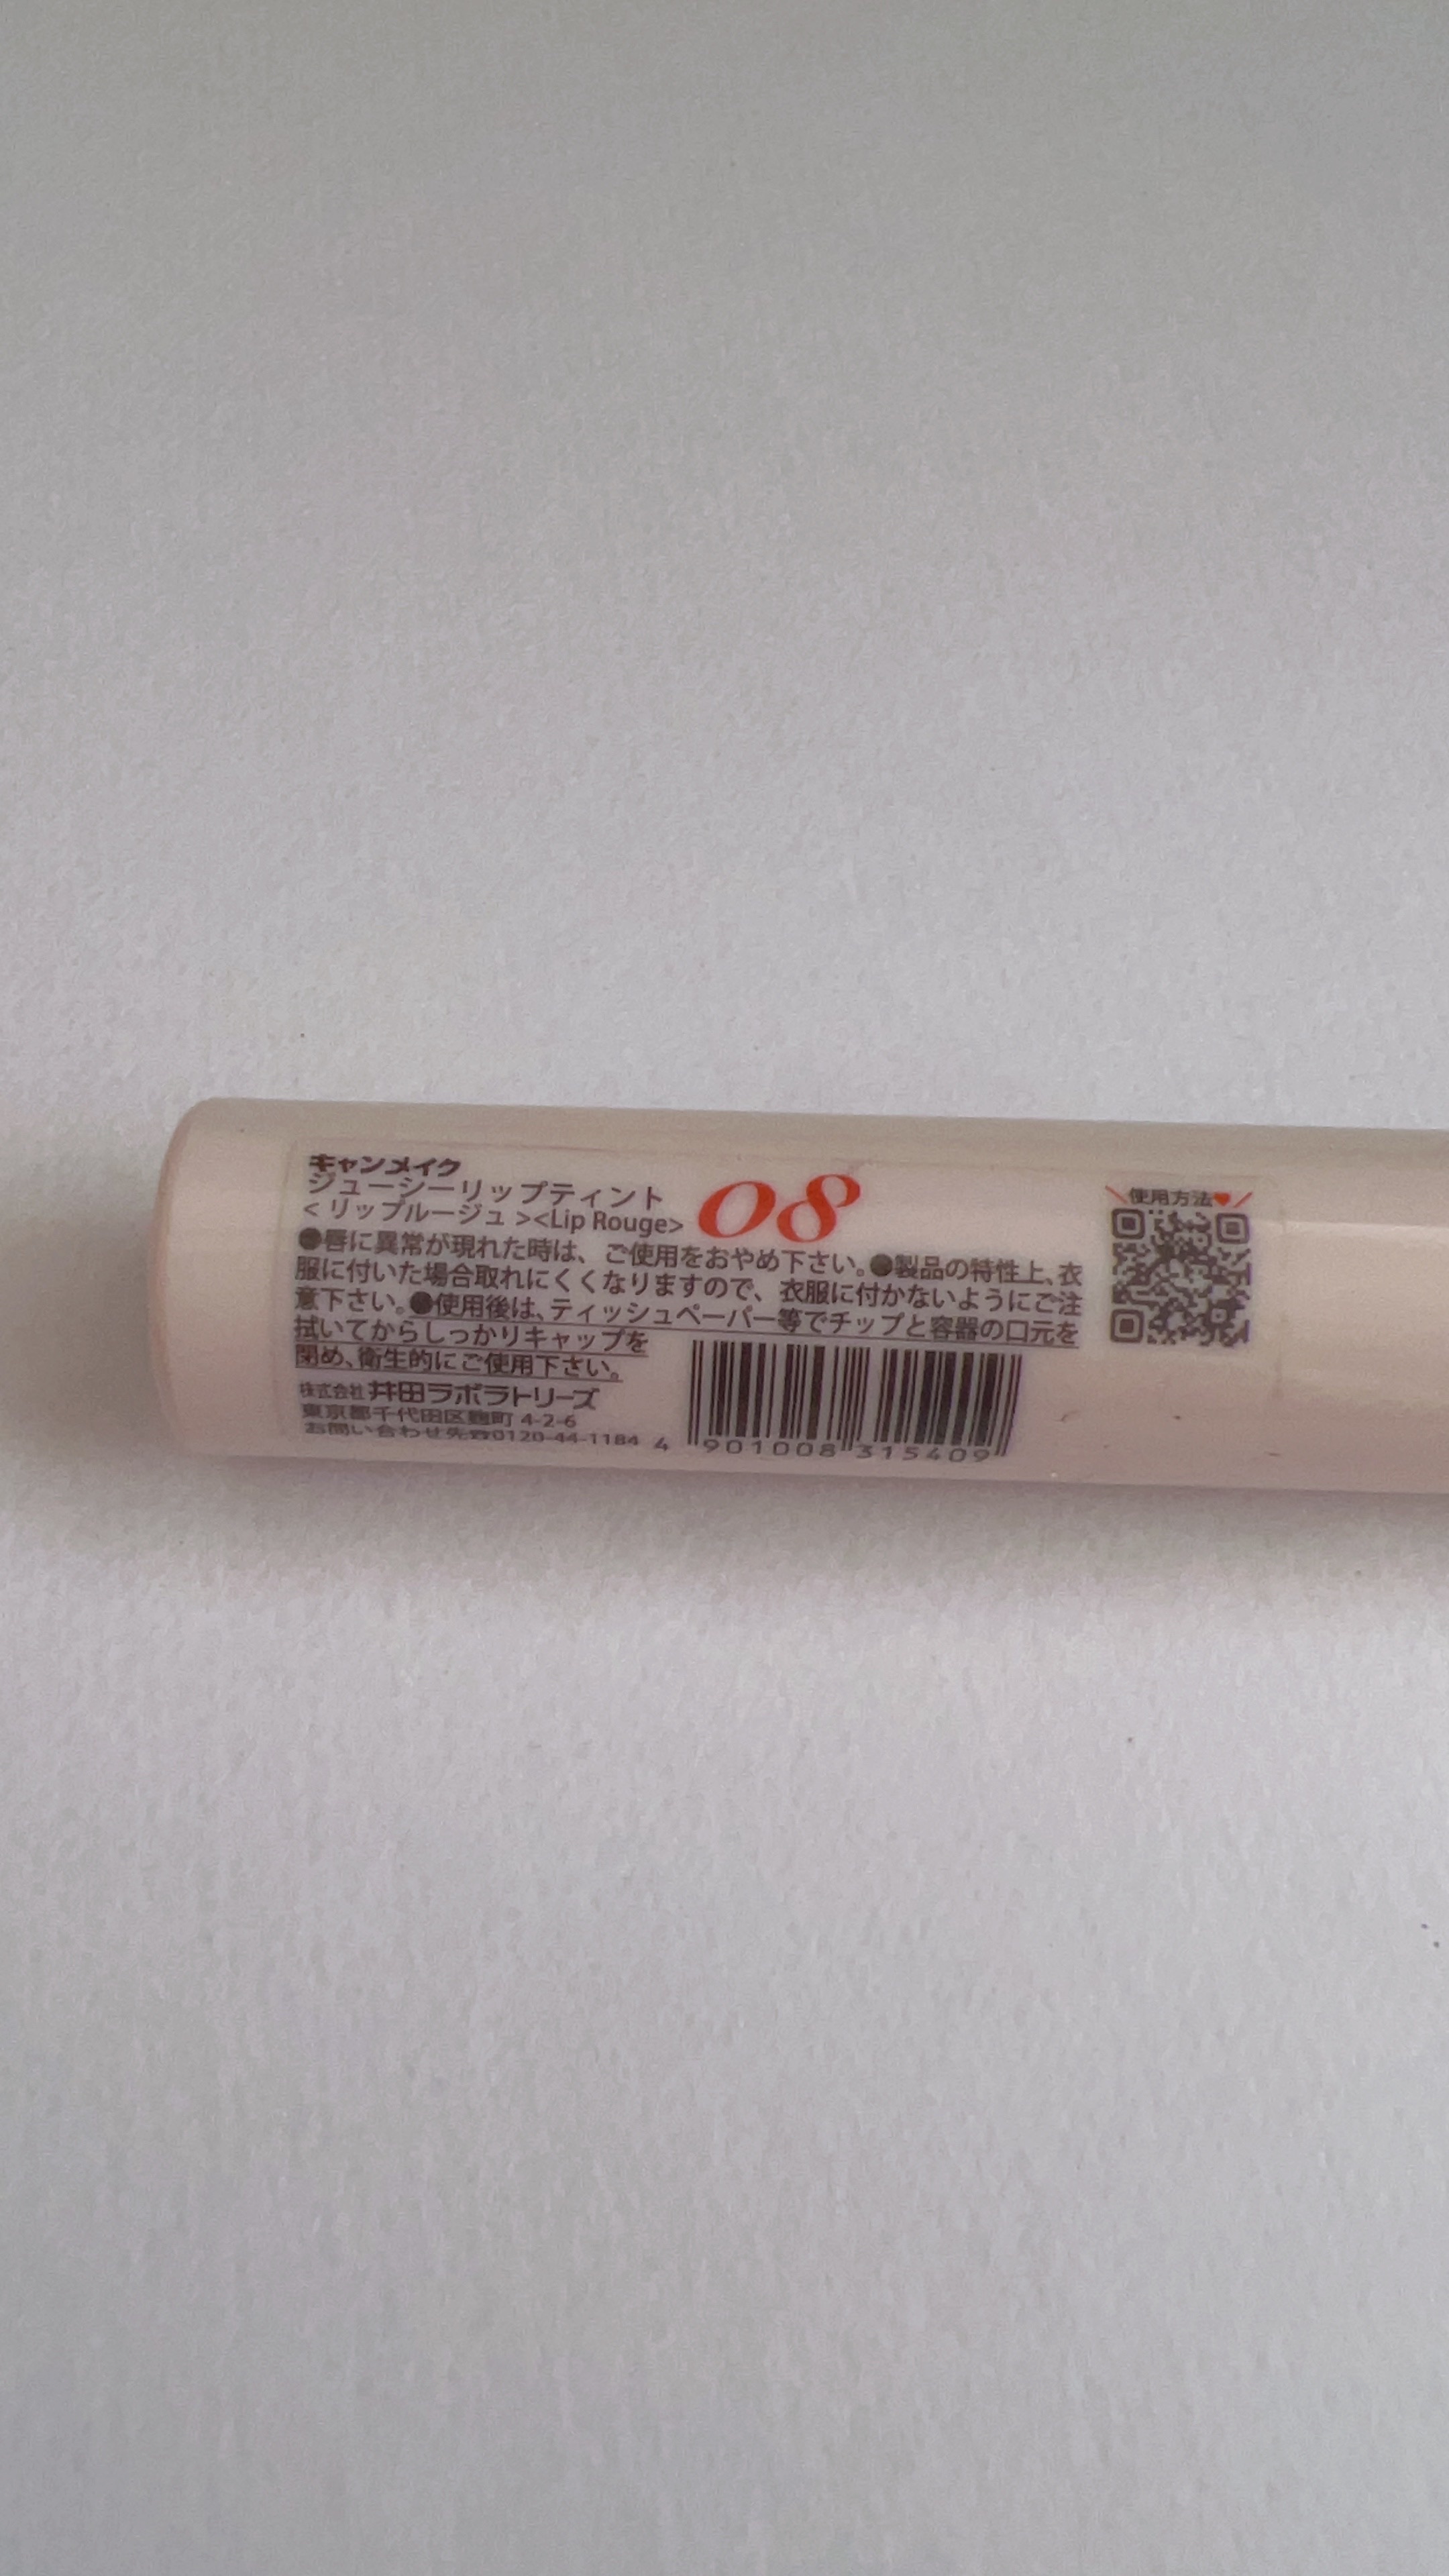 キャンメイク
ジューシーリップティント
< リップルージュ ><Lip Rouge>
08
●唇に異常が現れた時は、ご使用をおやめ下さい。●製品の特性上、衣
服に付いた場合取れにくくなりますので、衣服に付かないようにご注
意下さい。●使用後は、ティッシュペーパー等でチップと容器の口元を
拭いてからしっかりキャップを
閉め、衛生的にご使用下さい。
株式会社 井田ラボラトリーズ
東京都千代田区麹町 4-2-6
お問い合わせ先☎0120-44-1184
4 901008 315409
\使用方法♥/